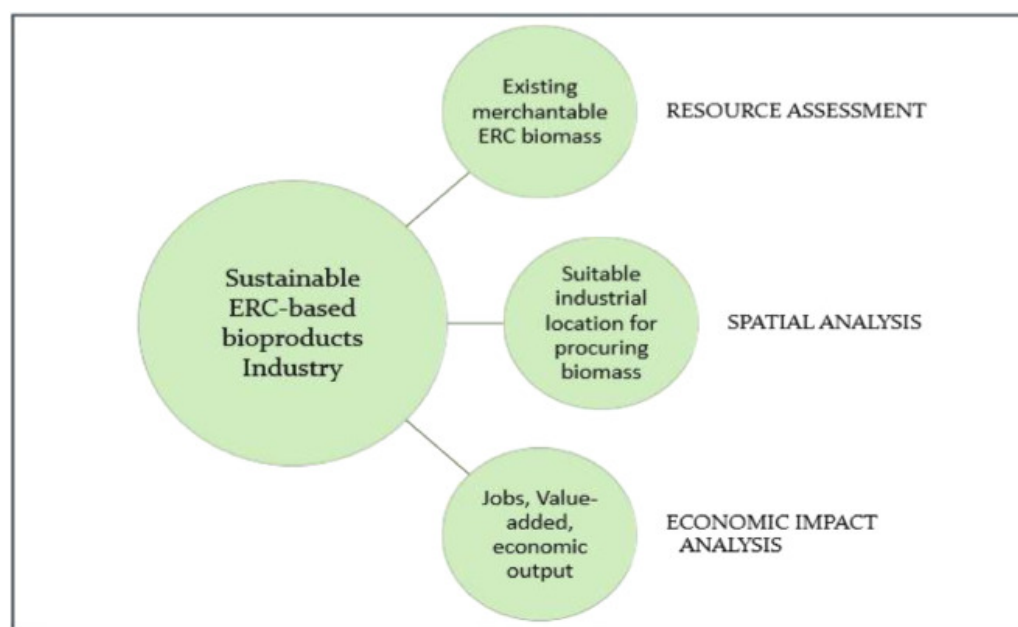 Existing
merchantable
ERC biomass
RESOURCE ASSESSMENT
Sustainable
ERC-based
bioproducts
Industry
Suitable
industrial
location for
procuring
biomass
SPATIAL ANALYSIS
Jobs, Value-
added,
economic
output
ECONOMIC IMPACT
ANALYSIS